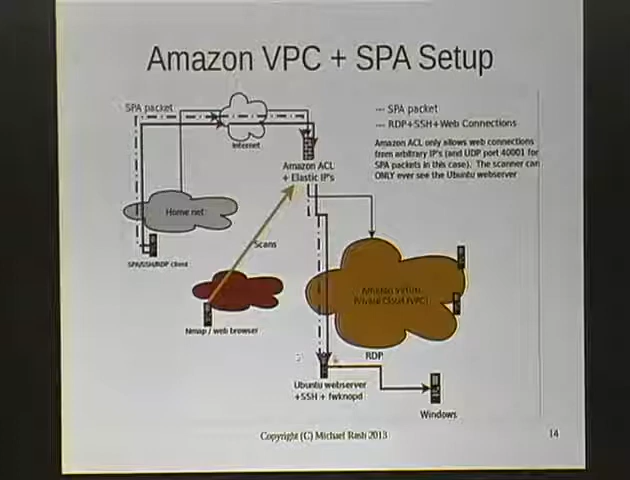 Amazon VPC + SPA Setup
SPA packet
Internet
--- SPA packet
--- RDP+SSH+Web Connections
Amazon ACL only allows web connections
from arbitrary IP's (and UDP port 40001 for
SPA packets in this case). The scanner can
ONLY ever see the Ubuntu webserver
Amazon ACL
+ Elastic IP's
Home net
Scans
SPA/SSH/RDP client
Amazon Virtual
Private Cloud (VPC)
Nmap / web browser
RDP
Ubuntu webserver
+SSH + fwknopd
Windows
Copyright (C) Michael Rash 2013
14